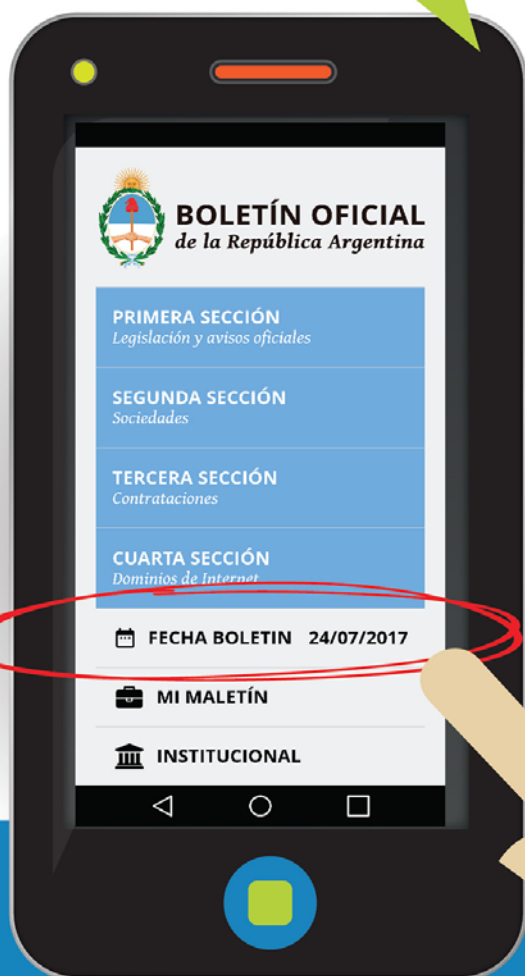 BOLETÍN OFICIAL
de la República Argentina
PRIMERA SECCIÓN
Legislación y avisos oficiales
SEGUNDA SECCIÓN
Sociedades
TERCERA SECCIÓN
Contrataciones
CUARTA SECCIÓN
Dominios de Internet
FECHA BOLETIN 24/07/2017
MI MALETÍN
INSTITUCIONAL